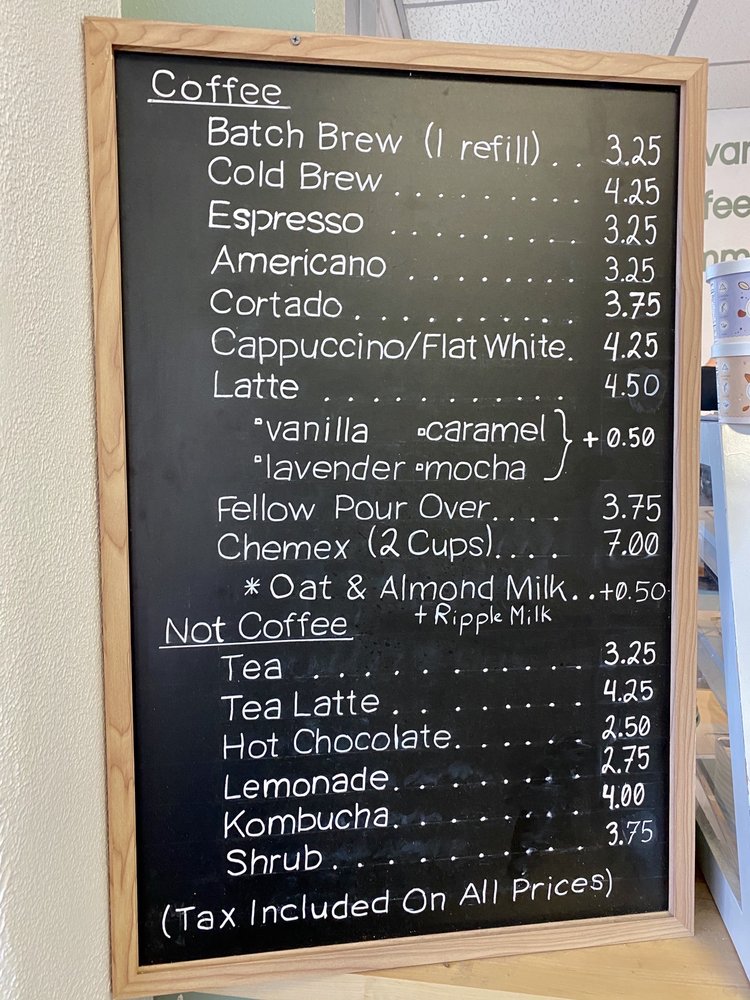 Coffee
Batch Brew (1 refill) . . 3.25
Cold Brew . . . . . . . . . 4.25
Espresso . . . . . . . . 3.25
Americano . . . . . . . . 3.25
Cortado . . . . . . . . . 3.75
Cappuccino/Flat White. 4.25
Latte . . . . . . . . . . . 4.50
vanilla caramel } + 0.50
lavender mocha
Fellow Pour Over. . . . 3.75
Chemex (2 Cups). . . . 7.00
* Oat & Almond Milk. . +0.50
+ Ripple Milk
Not Coffee
Tea . . . . . . . . . . . 3.25
Tea Latte . . . . . . . . 4.25
Hot Chocolate. . . . . . 2.50
Lemonade. . . . . . . . 2.75
Kombucha. . . . . . . . 4.00
Shrub . . . . . . . . . . 3.75
(Tax Included On All Prices)